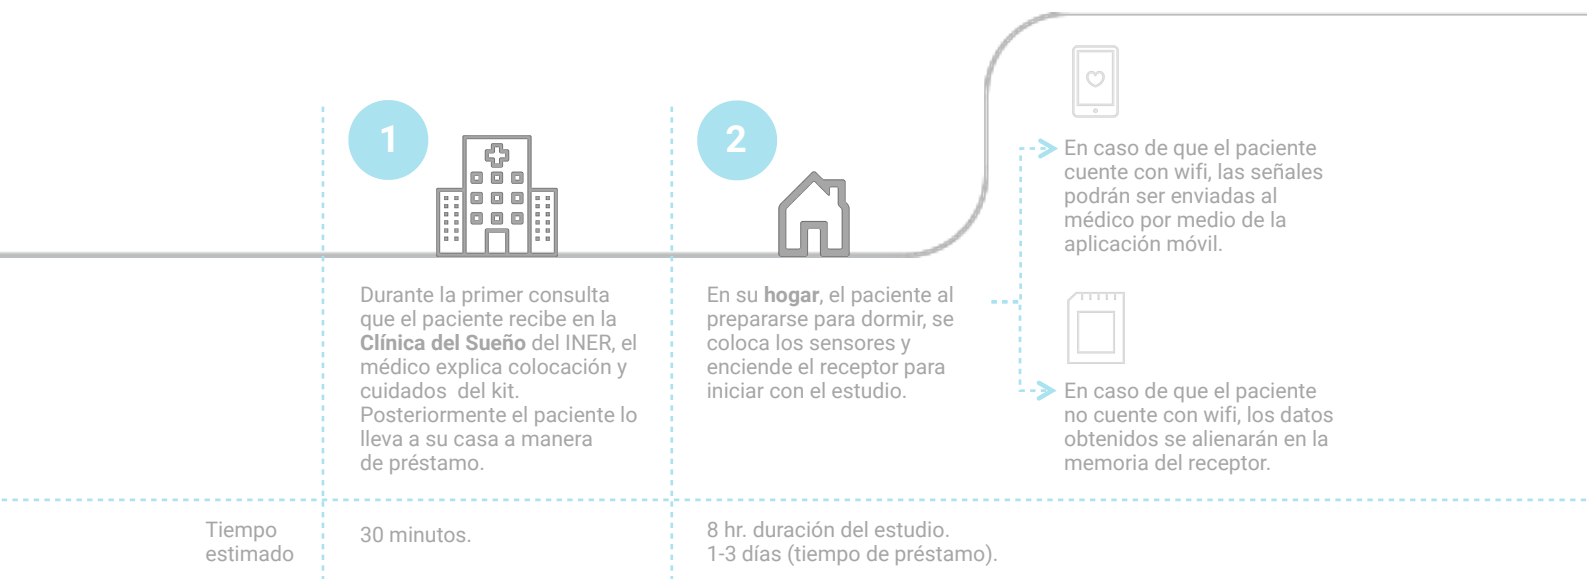 1
Durante la primer consulta
que el paciente recibe en la
Clínica del Sueño del INER, el
médico explica colocación y
cuidados  del kit.
Posteriormente el paciente lo
lleva a su casa a manera
de préstamo.
2
En su hogar, el paciente al
prepararse para dormir, se
coloca los sensores y
enciende el receptor para
iniciar con el estudio.
En caso de que el paciente
cuente con wifi, las señales
podrán ser enviadas al
médico por medio de la
aplicación móvil.
En caso de que el paciente
no cuente con wifi, los datos
obtenidos se alienarán en la
memoria del receptor.
Tiempo
estimado
30 minutos.
8 hr. duración del estudio.
1-3 días (tiempo de préstamo).